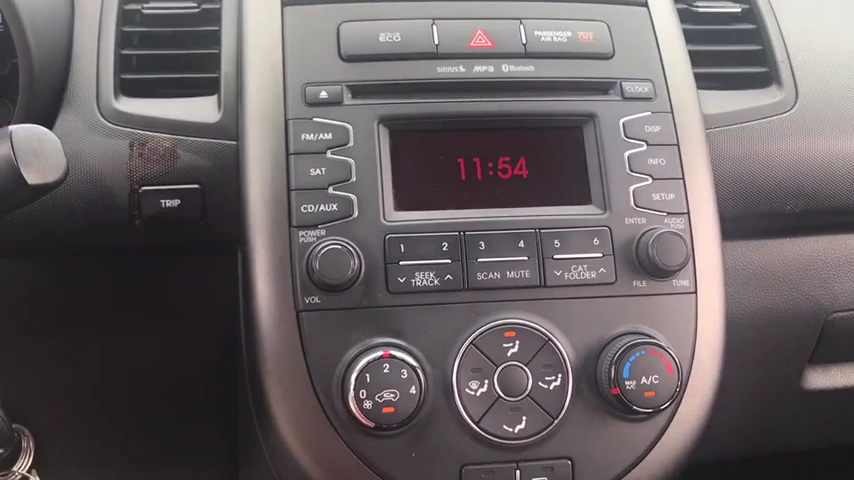 ECO
PASSENGER
AIR BAG OFF
SIRIUS MP3 Bluetooth
CLOCK
FM/AM
DISP
11:54
INFO
SAT
CD/AUX
SETUP
TRIP
POWER
PUSH
ENTER
AUDIO
PUSH
1 2 3 4 5 6
SEEK
TRACK
SCAN MUTE
CAT
FOLDER
VOL
FILE
TUNE
0 1 2 3 4
MAX
A/C
A/C